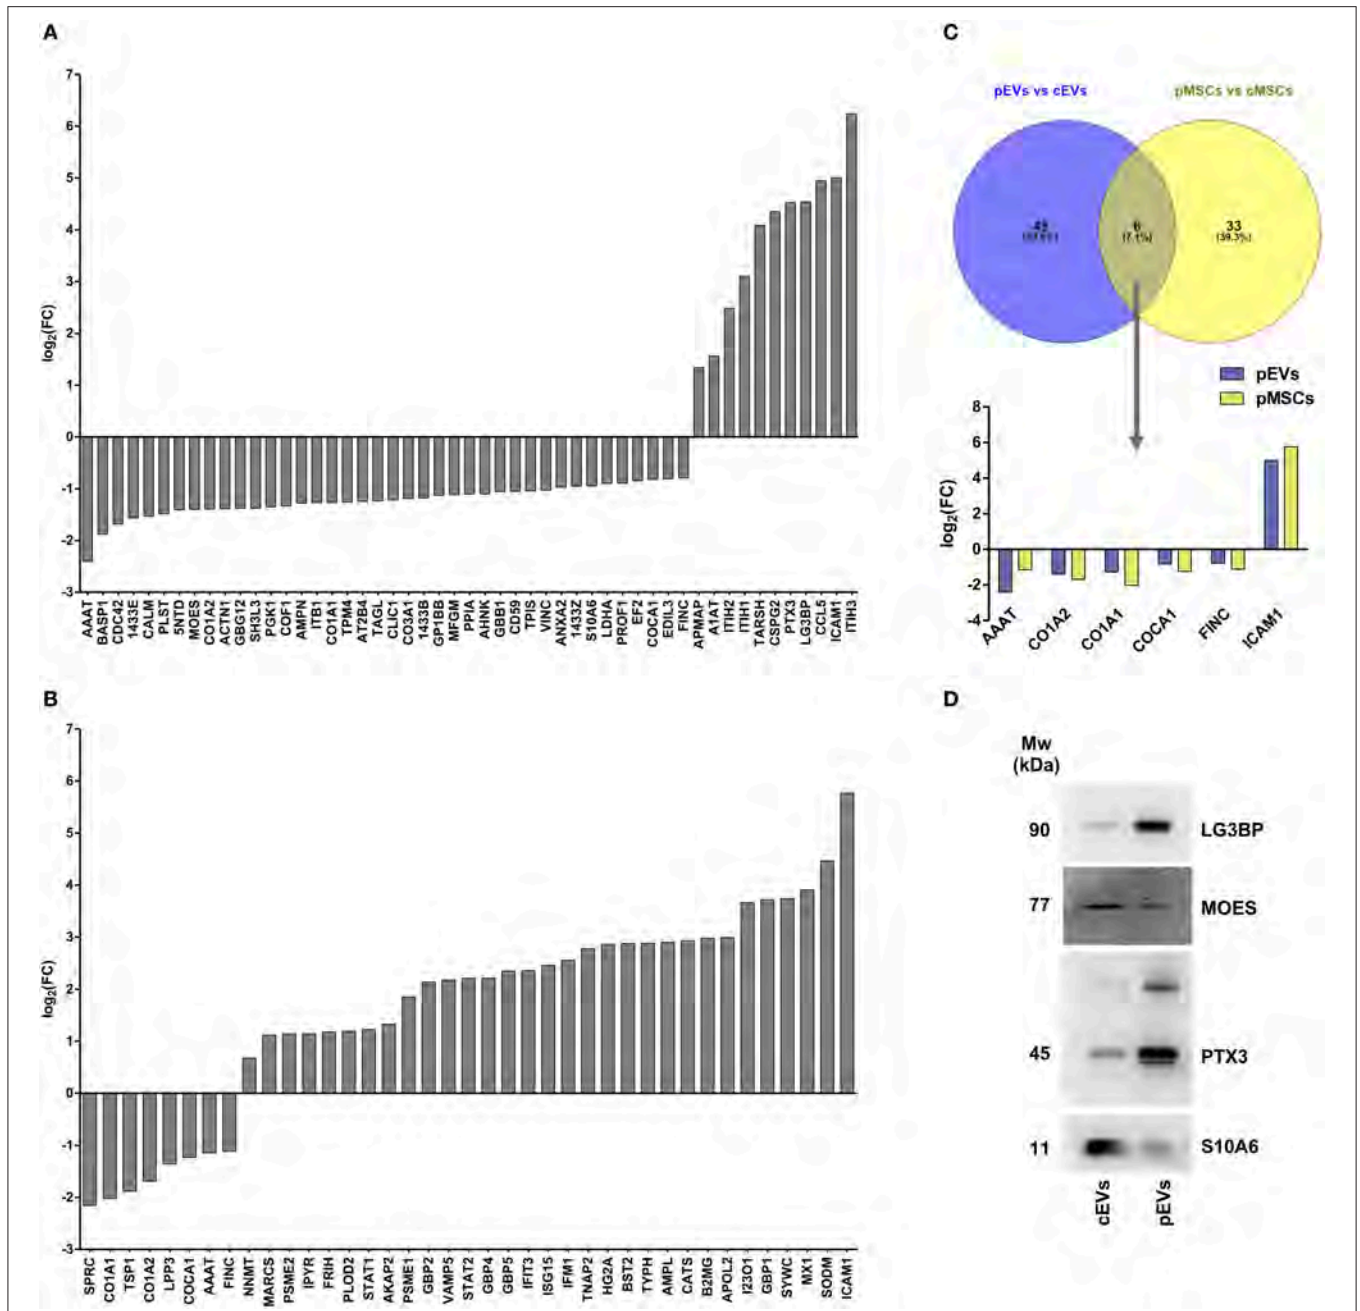 A
7
6
5
4
3
2
1
0
-1
-2
-3
log2(FC)
AAAT
BASP1
CDC42
1433E
CALM
PLST
5NTD
MOES
CO1A2
ACTN1
GBG12
SH3L3
PGK1
COF1
AMPN
ITB1
CO1A1
TPM4
AT2B4
TAGL
CLIC1
CO3A1
1433B
GP1BB
MFGM
PPIA
AHNK
GBB1
CD59
TPIS
VINC
ANXA2
1433Z
S10A6
LDHA
PROF1
EF2
COCA1
EDIL3
FINC
APMAP
A1AT
ITIH2
ITIH1
TARSH
CSPG2
PTX3
LG3BP
CCL5
ICAM1
ITIH3
B
7
6
5
4
3
2
1
0
-1
-2
-3
log2(FC)
SPRC
CO1A1
TSP1
CO1A2
LPP3
COCA1
AAAT
FINC
NNMT
MARCS
PSME2
IPYR
FRIH
PLOD2
STAT1
AKAP2
PSME1
GBP2
VAMP5
STAT2
GBP4
GBP5
IFIT3
ISG15
IFM1
TNAP2
HG2A
BST2
TYPH
AMPL
CATS
B2MG
APOL2
I23O1
GBP1
SYWC
MX1
SODM
ICAM1
C
pEVs vs cEVs
pMSCs vs cMSCs
6
(7.1%)
33
(39.3%)
pEVs
pMSCs
8
6
4
2
0
-2
-4
log2(FC)
AAAT
CO1A2
CO1A1
COCA1
FINC
ICAM1
D
Mw
(kDa)
90
LG3BP
77
MOES
45
PTX3
11
S10A6
cEVs
pEVs